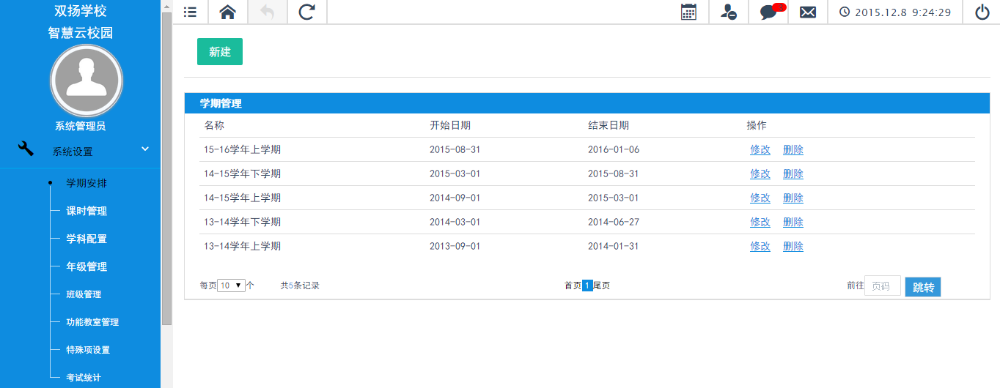 双扬学校
智慧云校园
系统管理员
系统设置
学期安排
课时管理
学科配置
年级管理
班级管理
功能教室管理
特殊项设置
考试统计
2015.12.8 9:24:29
新建
学期管理
名称 开始日期 结束日期 操作
15-16学年上学期 2015-08-31 2016-01-06 修改 删除
14-15学年下学期 2015-03-01 2015-08-31 修改 删除
14-15学年上学期 2014-09-01 2015-03-01 修改 删除
13-14学年下学期 2014-03-01 2014-06-27 修改 删除
13-14学年上学期 2013-09-01 2014-01-31 修改 删除
每页 10 个 共5条记录 首页 1 尾页 前往 页码 跳转